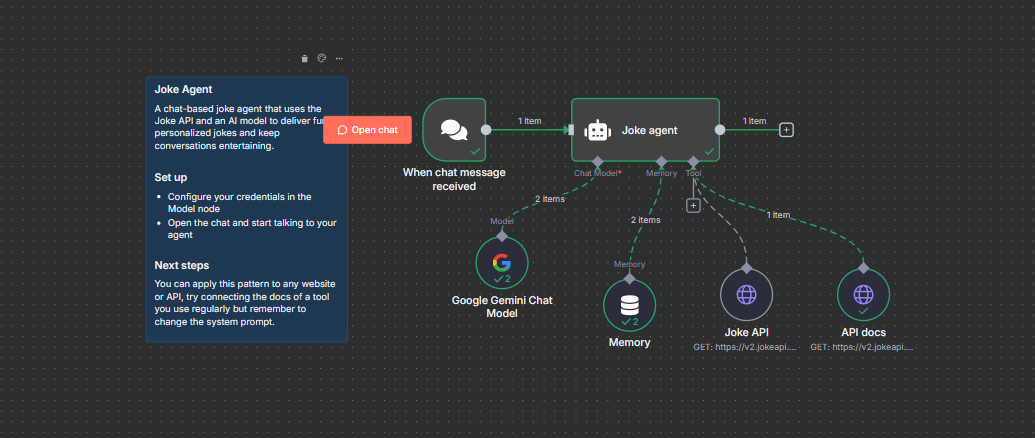 Joke Agent
A chat-based joke agent that uses the
Joke API and an AI model to deliver
personalized jokes and keep
conversations entertaining.
Set up
• Configure your credentials in the
Model node
• Open the chat and start talking to your
agent
Next steps
You can apply this pattern to any website
or API, try connecting the docs of a tool
you use regularly but remember to
change the system prompt.
Open chat
When chat message
received
1 item
Joke agent
1 item
Chat Model*
Memory
Tool
2 items
2 items
1 item
Model
2
Google Gemini Chat
Model
Memory
2
Memory
Joke API
GET: https://v2.jokeapi....
API docs
GET: https://v2.jokeapi....